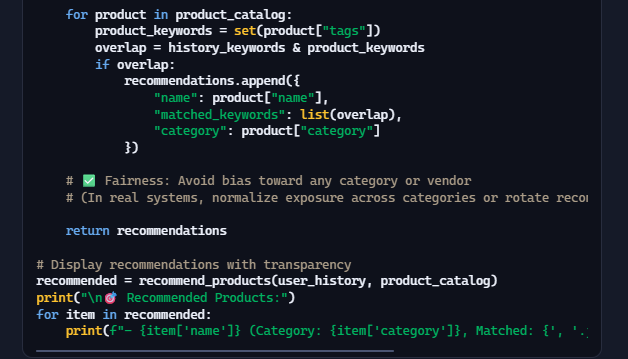 for product in product_catalog:
        product_keywords = set(product["tags"])
        overlap = history_keywords & product_keywords
        if overlap:
            recommendations.append({
                "name": product["name"],
                "matched_keywords": list(overlap),
                "category": product["category"]
            })
    # ✅ Fairness: Avoid bias toward any category or vendor
    # (In real systems, normalize exposure across categories or rotate
    return recommendations
# Display recommendations with transparency
recommended = recommend_products(user_history, product_catalog)
print("\n🎯 Recommended Products:")
for item in recommended:
    print(f"- {item['name']} (Category: {item['category']}, Matched: {', '.